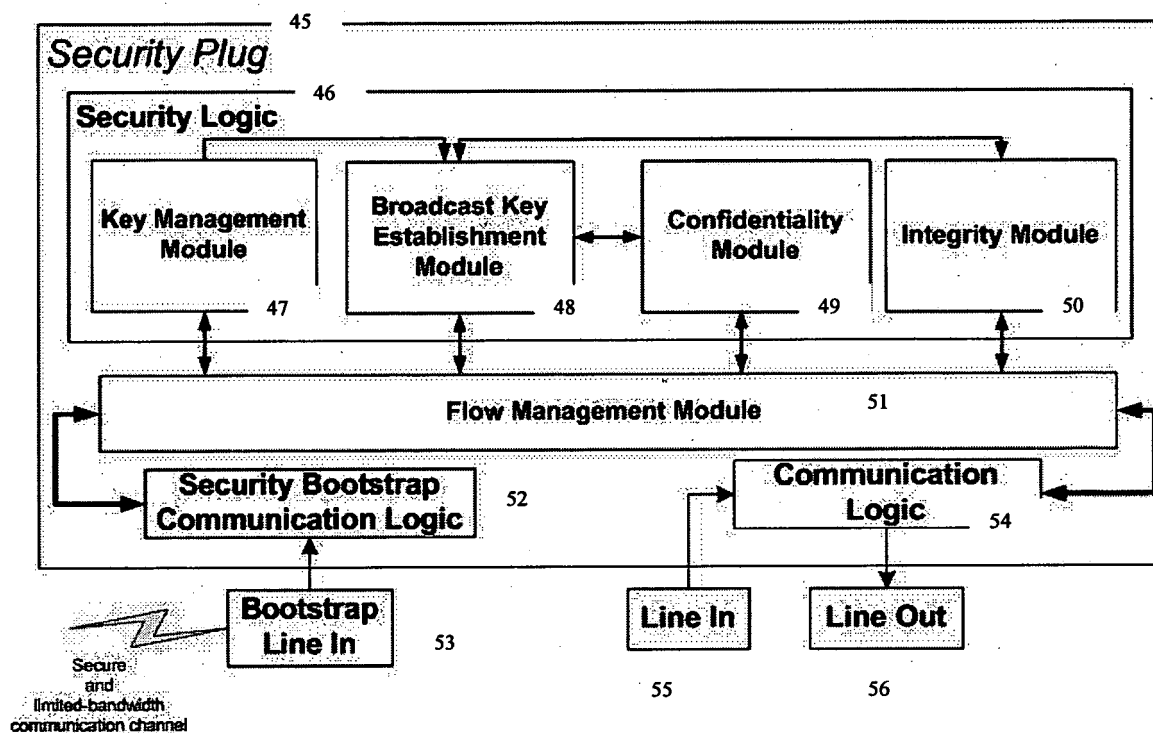 45
Security Plug
46
Security Logic
Key Management
Module
47
Broadcast Key
Establishment
Module
48
Confidentiality
Module
49
Integrity Module
50
Flow Management Module
51
Security Bootstrap
Communication Logic
52
Communication
Logic
54
Bootstrap
Line In
53
Line In
55
Line Out
56
Secure
and
limited-bandwidth
communication channel